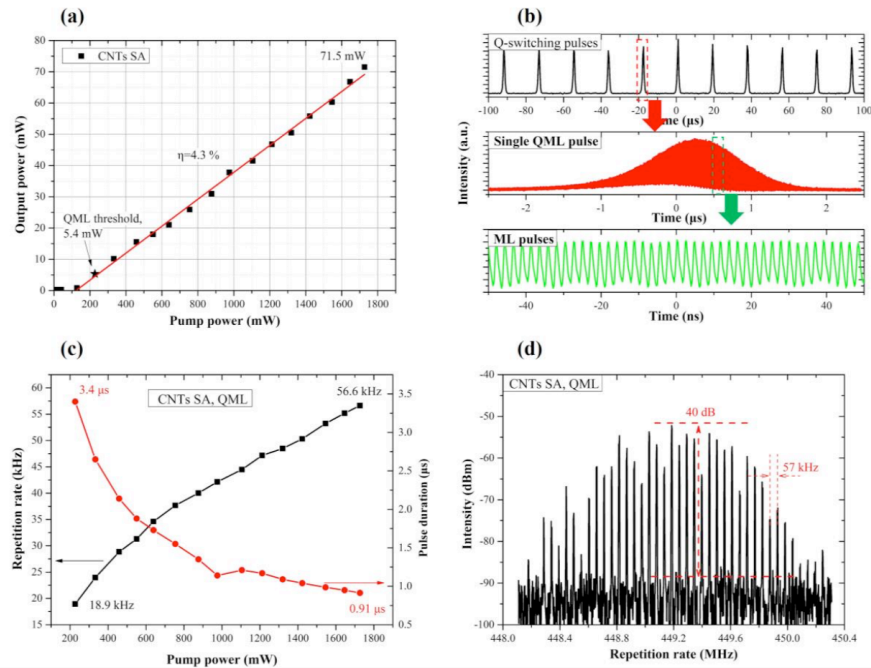 (a)
CNTs SA
71.5 mW
η=4.3 %
QML threshold,
5.4 mW
Output power (mW)
80
70
60
50
40
30
20
10
0
0 200 400 600 800 1000 1200 1400 1600 1800
Pump power (mW)
(b)
Q-switching pulses
-100 -80 -60 -40 -20 0 20 40 60 80 100
Time (μs)
Single QML pulse
-2 -1 0 1 2
Time (μs)
ML pulses
-40 -20 0 20 40
Time (ns)
Intensity (a.u.)
(c)
3.4 μs
CNTs SA, QML
56.6 kHz
18.9 kHz
0.91 μs
Repetition rate (kHz)
60
55
50
45
40
35
30
25
20
15
Pulse duration (μs)
3.5
3.0
2.5
2.0
1.5
1.0
0.5
200 400 600 800 1000 1200 1400 1600 1800
Pump power (mW)
(d)
CNTs SA, QML
40 dB
57 kHz
Intensity (dBm)
-40
-50
-60
-70
-80
-90
-100
448.0 448.4 448.8 449.2 449.6 450.0 450.4
Repetition rate (MHz)